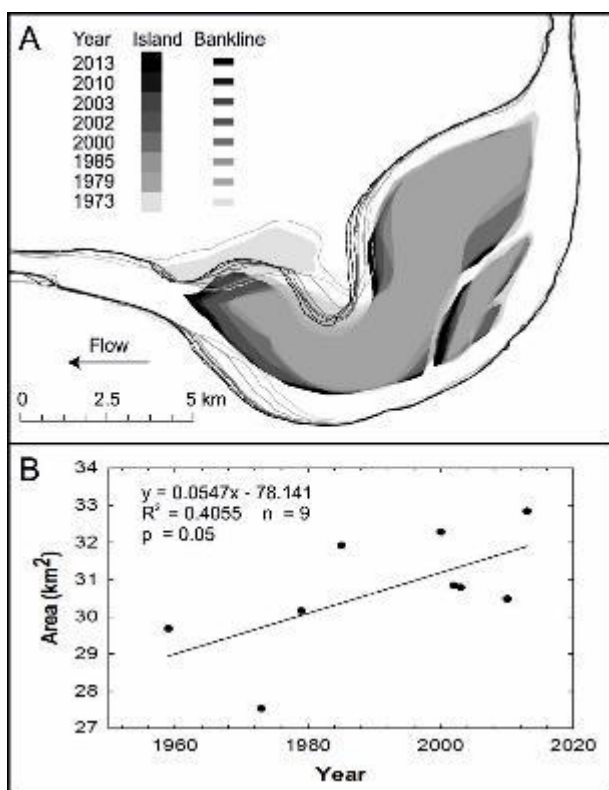 A
Year Island Bankline
2013
2010
2003
2002
2000
1985
1979
1973
Flow
0 2.5 5 km
B
y = 0.0547x - 78.141
R² = 0.4055 n = 9
p = 0.05
34
33
32
31
30
29
28
27
Area (km²)
1960 1980 2000 2020
Year